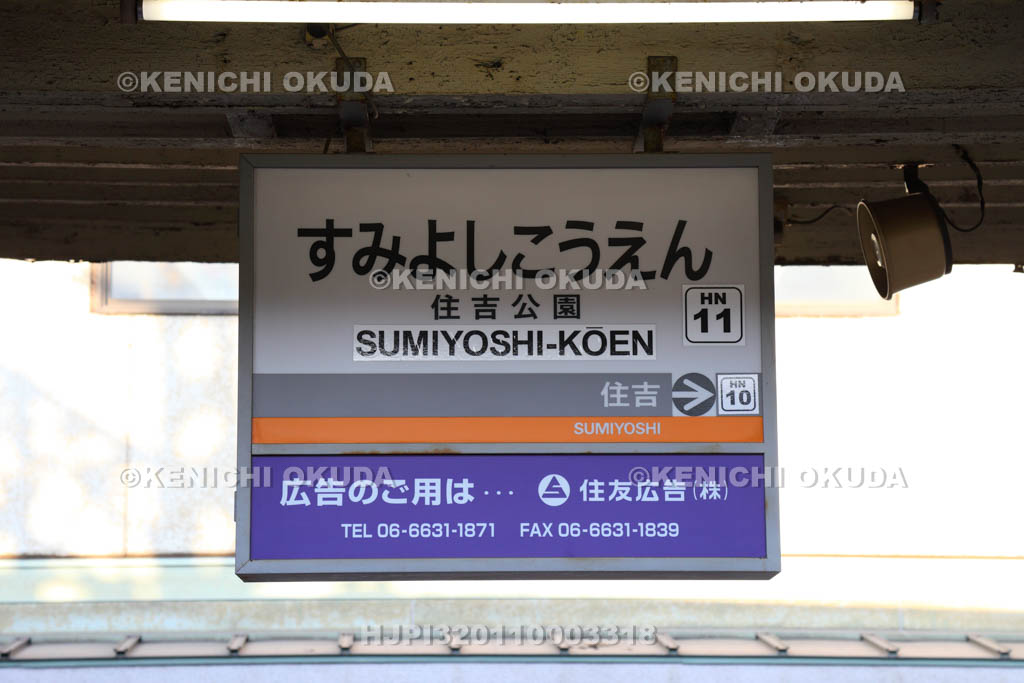 ©KENICHI OKUDA ©KENICHI OKUDA
すみよしこうえん
©KENICHI OKUDA
住吉公園
HN
11
SUMIYOSHI-KŌEN
住吉
HN
10
SUMIYOSHI
©KENICHI OKUDA ©KENICHI OKUDA
広告のご用は… 住友広告(株)
TEL 06-6631-1871 FAX 06-6631-1839
HJPI320110003318